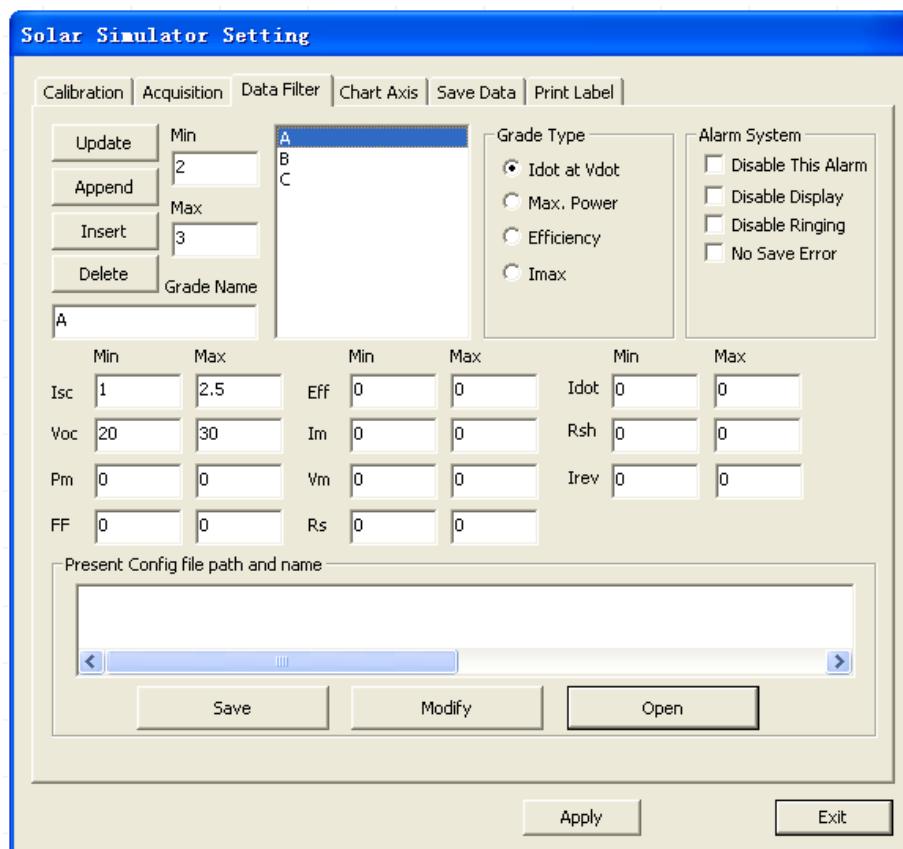 Solar Simulator Setting
Calibration Acquisition Data Filter Chart Axis Save Data Print Label
Update
Append
Insert
Delete
Min
2
Max
3
Grade Name
A
A
B
C
Grade Type
Idot at Vdot
Max. Power
Efficiency
Imax
Alarm System
Disable This Alarm
Disable Display
Disable Ringing
No Save Error
Min Max Min Max Min Max
Isc 1 2.5 Eff 0 0 Idot 0 0
Voc 20 30 Im 0 0 Rsh 0 0
Pm 0 0 Vm 0 0 Irev 0 0
FF 0 0 Rs 0 0
Present Config file path and name
Save Modify Open
Apply Exit